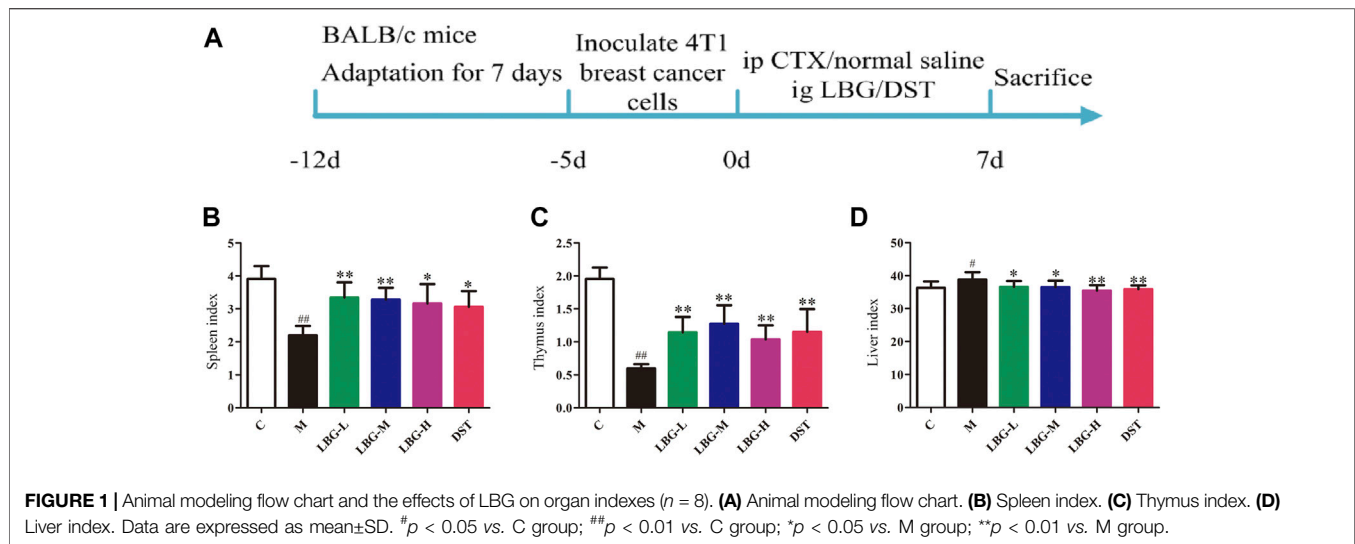 A
BALB/c mice
Adaptation for 7 days
Inoculate 4T1
breast cancer
cells
ip CTX/normal saline
ig LBG/DST
Sacrifice
-12d
-5d
0d
7d
B
5
4
3
2
1
0
Spleen index
##
**
**
*
*
C
M
LBG-L
LBG-M
LBG-H
DST
C
2.5
2.0
1.5
1.0
0.5
0.0
Thymus index
##
**
**
**
**
C
M
LBG-L
LBG-M
LBG-H
DST
D
50
40
30
20
10
0
Liver index
#
*
*
**
**
C
M
LBG-L
LBG-M
LBG-H
DST
FIGURE 1 | Animal modeling flow chart and the effects of LBG on organ indexes (n = 8). (A) Animal modeling flow chart. (B) Spleen index. (C) Thymus index. (D)
Liver index. Data are expressed as mean±SD. #p < 0.05 vs. C group; ##p < 0.01 vs. C group; *p < 0.05 vs. M group; **p < 0.01 vs. M group.